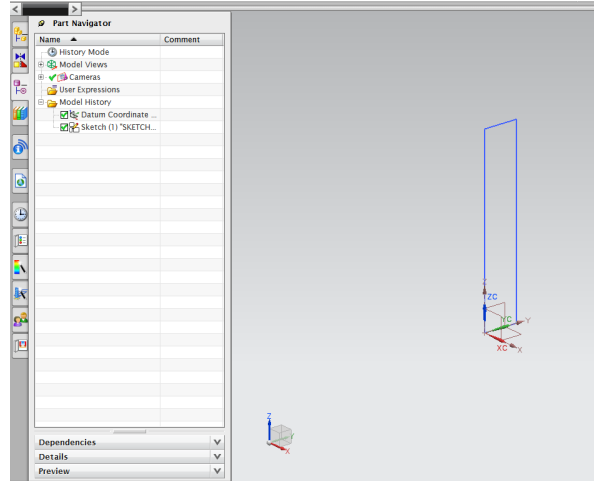 Part Navigator
Name Comment
History Mode
Model Views
Cameras
User Expressions
Model History
Datum Coordinate ...
Sketch (1) "SKETCH...
Z
ZC
YC Y
XC X
Z
Y
X
Dependencies
Details
Preview